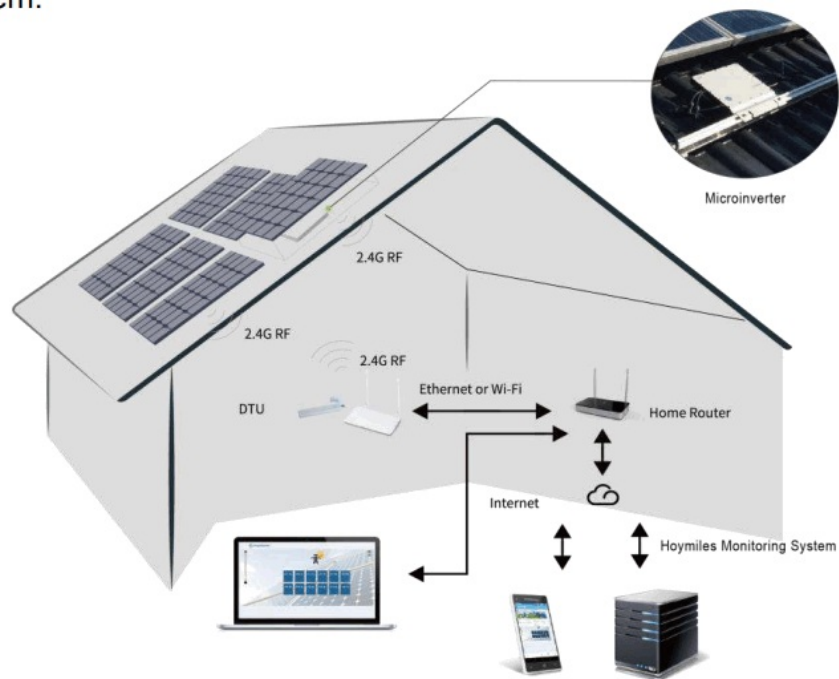 Microinverter
2.4G RF
2.4G RF
2.4G RF
Ethernet or Wi-Fi
DTU
Home Router
Internet
Hoymiles Monitoring System